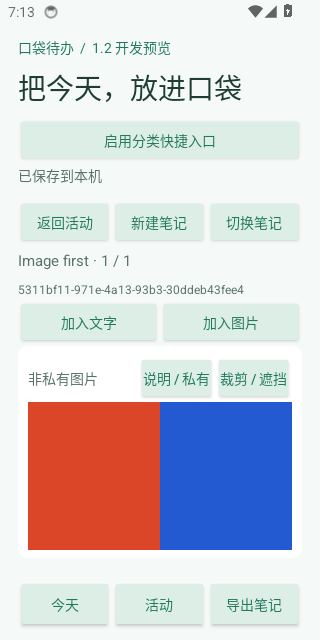 7:13
口袋待办 / 1.2 开发预览
把今天，放进口袋
启用分类快捷入口
已保存到本机
返回活动 新建笔记 切换笔记
Image first · 1 / 1
5311bf11-971e-4a13-93b3-30ddeb43fee4
加入文字 加入图片
非私有图片 说明 / 私有 裁剪 / 遮挡
今天 活动 导出笔记